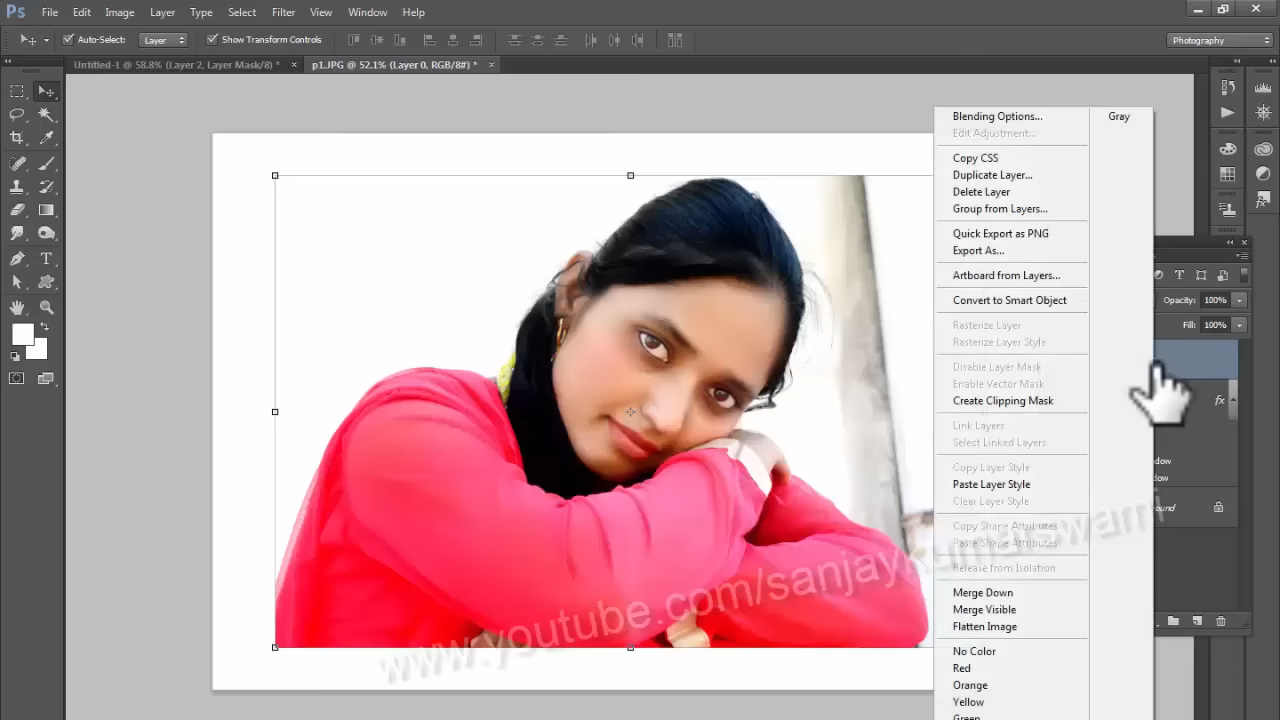 Ps File Edit Image Layer Type Select Filter View Window Help
Auto-Select: Layer Show Transform Controls Photography
Untitled-1 @ 58.8% (Layer 2, Layer Mask/8) * × p1.JPG @ 52.1% (Layer 0, RGB/8#) * ×
Blending Options... Gray
Edit Adjustment...
Copy CSS
Duplicate Layer...
Delete Layer
Group from Layers...
Quick Export as PNG
Export As...
Artboard from Layers...
Convert to Smart Object
Opacity: 100%
Rasterize Layer
Fill: 100%
Rasterize Layer Style
Disable Layer Mask
Enable Vector Mask
Create Clipping Mask
fx
Link Layers
Select Linked Layers
Copy Layer Style
Paste Layer Style
Clear Layer Style
Copy Shape Attributes
Paste Shape Attributes
Release from Isolation
Merge Down
Merge Visible
Flatten Image
No Color
Red
Orange
Yellow
Green
www.youtube.com/sanjaykumarswami